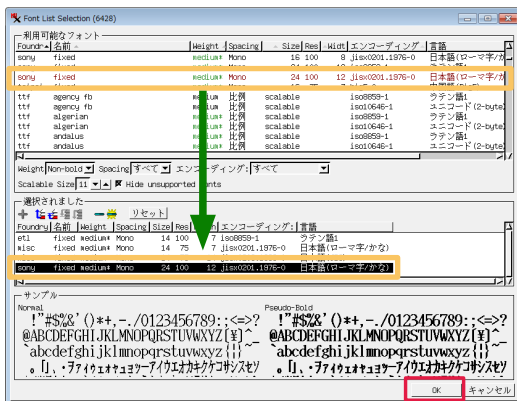 Font List Selection (6428)
利用可能なフォント
Foundry 名前 Weight Spacing Size Res Widt エンコーディング 言語
sony fixed medium* Mono 16 100 8 jisx0201.1976-0 日本語(ローマ字/か
sony fixed medium* Mono 24 100 12 jisx0201.1976-0 日本語(ローマ字/カ
ttf agency fb medium 比例 scalable iso8859-1 ラテン語1
ttf agency fb medium 比例 scalable iso10646-1 ユニコード(2-byte)
ttf algerian medium* 比例 scalable iso8859-1 ラテン語1
ttf algerian medium* 比例 scalable iso10646-1 ユニコード(2-byte)
ttf andalus medium* 比例 scalable iso8859-1 ラテン語1
ttf andalus medium* 比例 scalable iso10646-1 ユニコード(2-byte)
Weight Non-bold Spacing すべて エンコーディング: すべて
Scalable Size 11 Hide unsupported fonts
選択されました
リセット
Foundry 名前 Weight Spacing Size Res エンコーディング: 言語
etl fixed medium* Mono 14 100 7 iso8859-1 ラテン語1
misc fixed medium* Mono 14 75 7 jisx0201.1976-0 日本語(ローマ字/かな)
sony fixed medium* Mono 24 100 12 jisx0201.1976-0 日本語(ローマ字/かな)
サンプル
Normal Pseudo-Bold
!"#$%&'()*+,-./0123456789:;<=>? !"#$%&'()*+,-./0123456789:;<=>?
@ABCDEFGHIJKLMNOPQRSTUVWXYZ[¥]^ @ABCDEFGHIJKLMNOPQRSTUVWXYZ[¥]^
`abcdefghijklmnopqrstuvwxyz{|} `abcdefghijklmnopqrstuvwxyz{|}
OK キャンセル